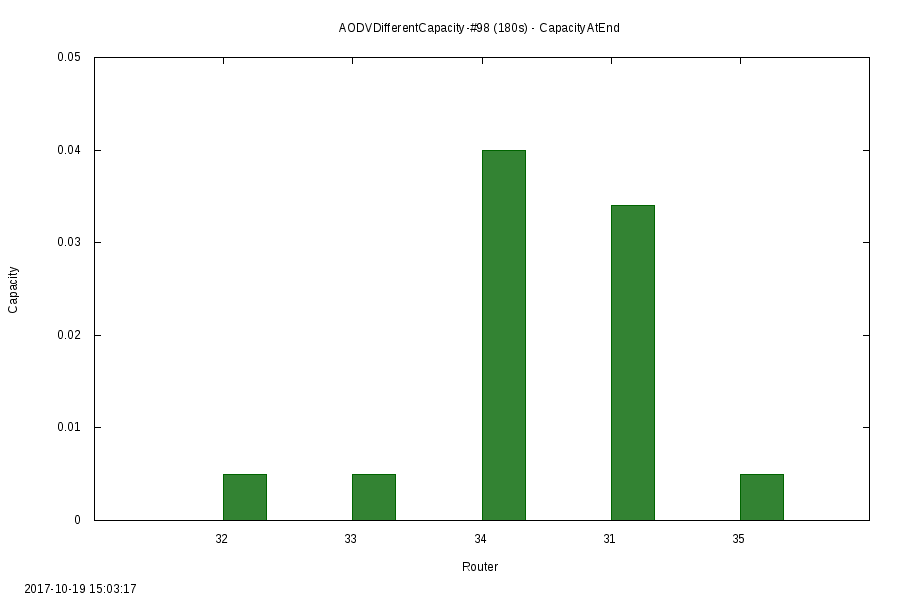 AODVDifferentCapacity-#98 (180s) - CapacityAtEnd
0.05
0.04
0.03
0.02
0.01
0
Capacity
32 33 34 31 35
Router
2017-10-19 15:03:17